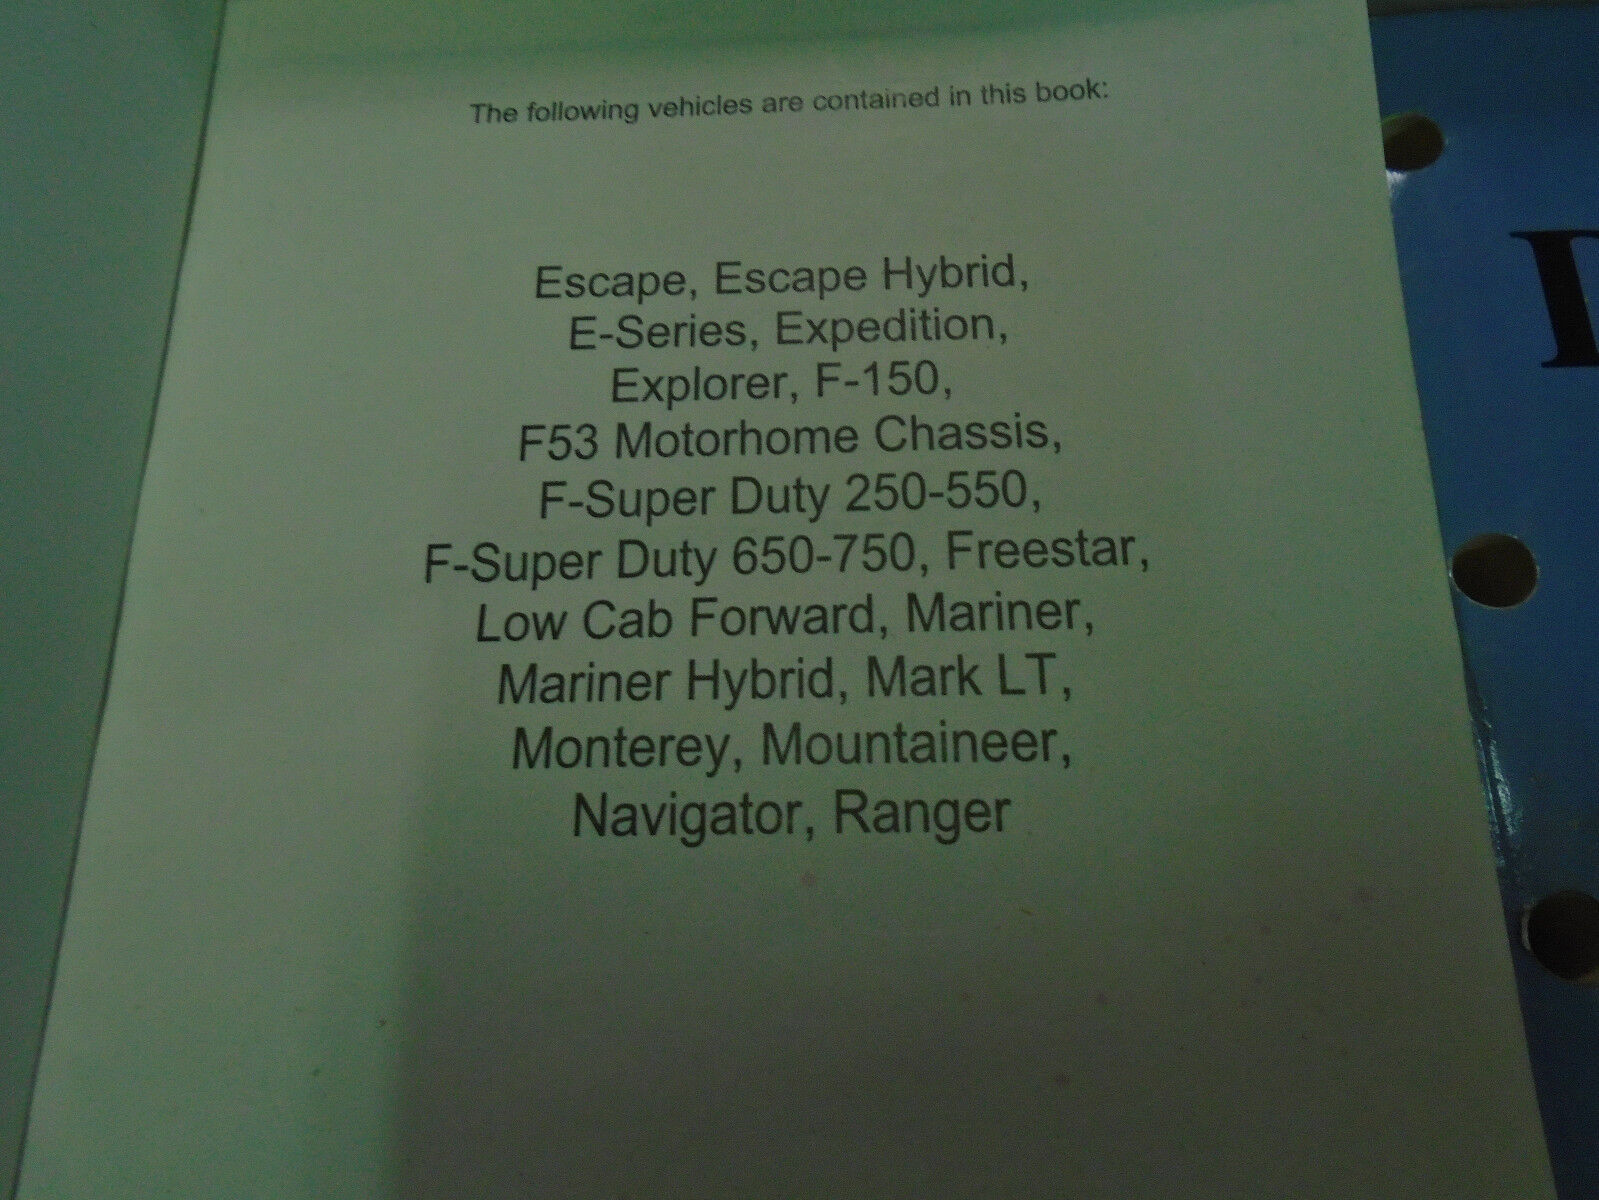 The following vehicles are contained in this book:
Escape, Escape Hybrid,
E-Series, Expedition,
Explorer, F-150,
F53 Motorhome Chassis,
F-Super Duty 250-550,
F-Super Duty 650-750, Freestar,
Low Cab Forward, Mariner,
Mariner Hybrid, Mark LT,
Monterey, Mountaineer,
Navigator, Ranger